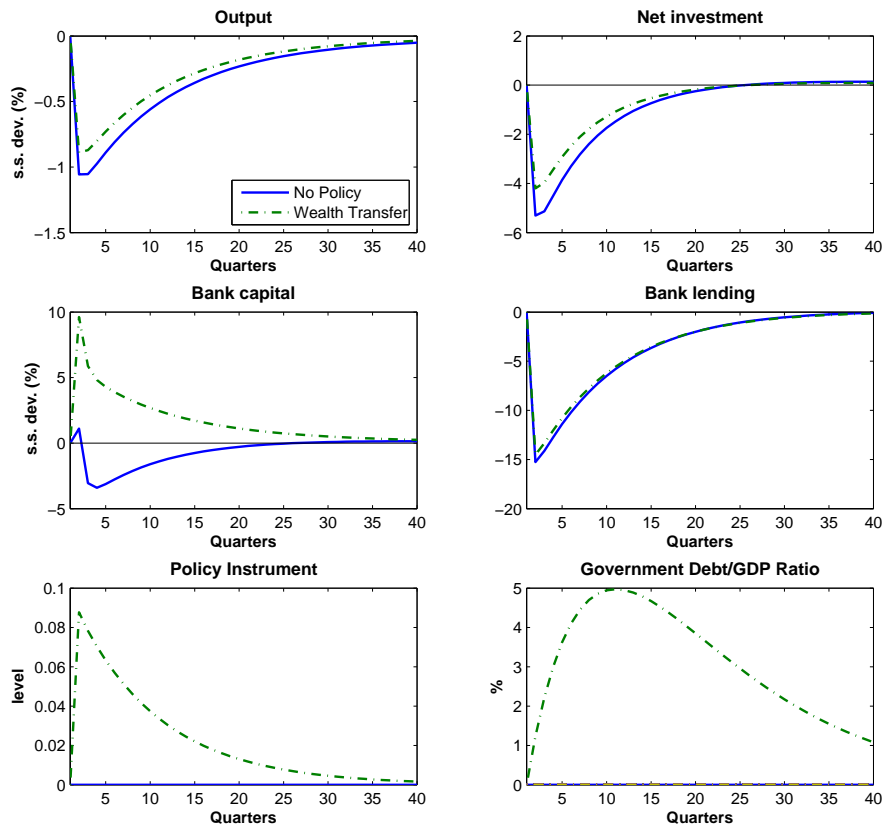 Output
0
−0.5
−1
−1.5
s.s. dev. (%)
No Policy
Wealth Transfer
5 10 15 20 25 30 35 40
Quarters
Net investment
2
0
−2
−4
−6
5 10 15 20 25 30 35 40
Quarters
Bank capital
10
5
0
−5
s.s. dev. (%)
5 10 15 20 25 30 35 40
Quarters
Bank lending
0
−5
−10
−15
−20
5 10 15 20 25 30 35 40
Quarters
Policy Instrument
0.1
0.08
0.06
0.04
0.02
0
level
5 10 15 20 25 30 35 40
Quarters
Government Debt/GDP Ratio
5
4
3
2
1
0
%
5 10 15 20 25 30 35 40
Quarters